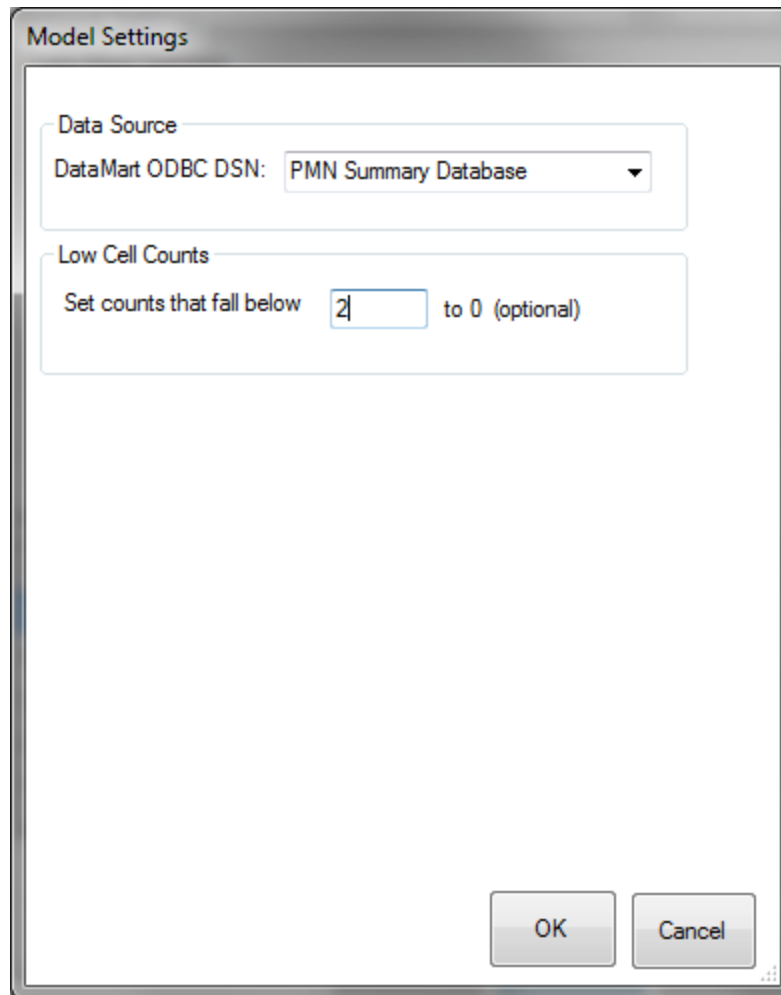 Model Settings
Data Source
DataMart ODBC DSN: PMN Summary Database
Low Cell Counts
Set counts that fall below 2 to 0 (optional)
OK Cancel